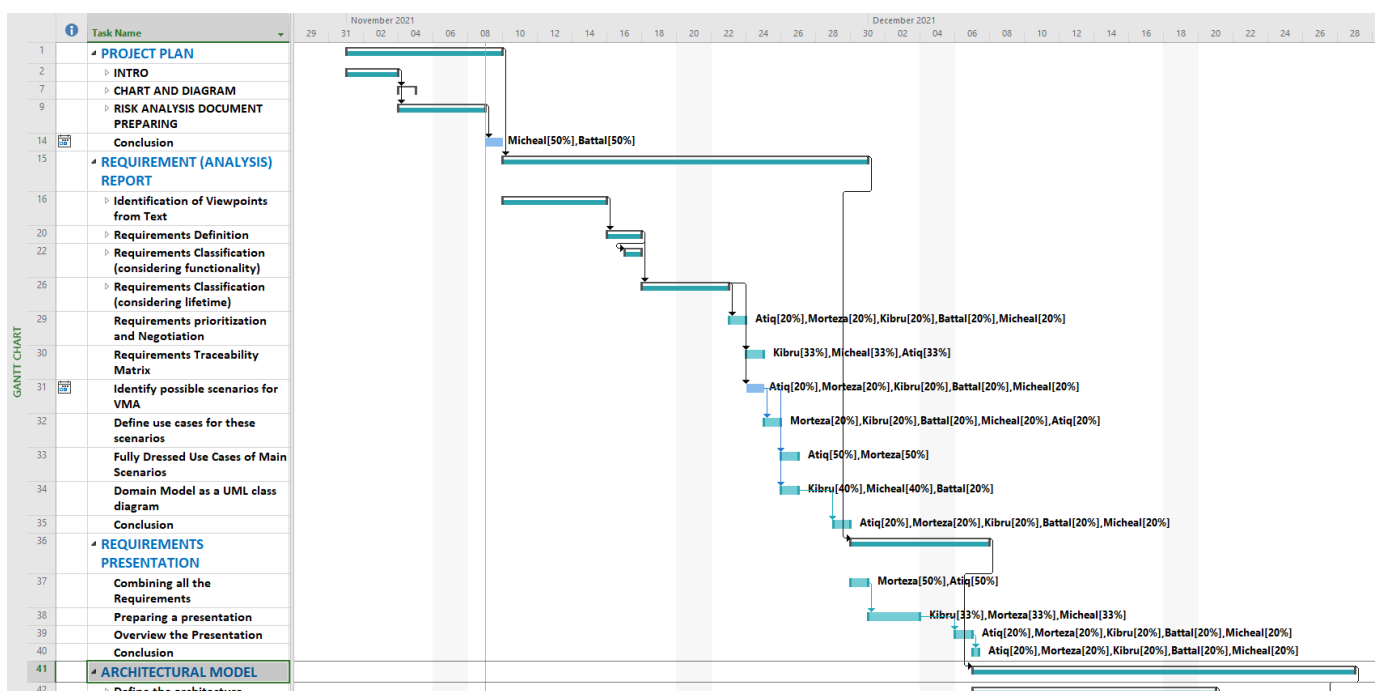 November 2021
December 2021
Task Name
29 31 02 04 06 08 10 12 14 16 18 20 22 24 26 28 30 02 04 06 08 10 12 14 16 18 20 22 24 26 28
GANTT CHART
1 PROJECT PLAN
2 INTRO
7 CHART AND DIAGRAM
9 RISK ANALYSIS DOCUMENT
PREPARING
14 Conclusion Micheal[50%],Battal[50%]
15 REQUIREMENT (ANALYSIS)
REPORT
16 Identification of Viewpoints
from Text
20 Requirements Definition
22 Requirements Classification
(considering functionality)
26 Requirements Classification
(considering lifetime)
29 Requirements prioritization Atiq[20%],Morteza[20%],Kibru[20%],Battal[20%],Micheal[20%]
and Negotiation
30 Requirements Traceability Kibru[33%],Micheal[33%],Atiq[33%]
Matrix
31 Identify possible scenarios for Atiq[20%],Morteza[20%],Kibru[20%],Battal[20%],Micheal[20%]
VMA
32 Define use cases for these Morteza[20%],Kibru[20%],Battal[20%],Micheal[20%],Atiq[20%]
scenarios
33 Fully Dressed Use Cases of Main Atiq[50%],Morteza[50%]
Scenarios
34 Domain Model as a UML class Kibru[40%],Micheal[40%],Battal[20%]
diagram
35 Conclusion Atiq[20%],Morteza[20%],Kibru[20%],Battal[20%],Micheal[20%]
36 REQUIREMENTS
PRESENTATION
37 Combining all the Morteza[50%],Atiq[50%]
Requirements
38 Preparing a presentation Kibru[33%],Morteza[33%],Micheal[33%]
39 Overview the Presentation Atiq[20%],Morteza[20%],Kibru[20%],Battal[20%],Micheal[20%]
40 Conclusion Atiq[20%],Morteza[20%],Kibru[20%],Battal[20%],Micheal[20%]
41 ARCHITECTURAL MODEL
42 Define the architecture